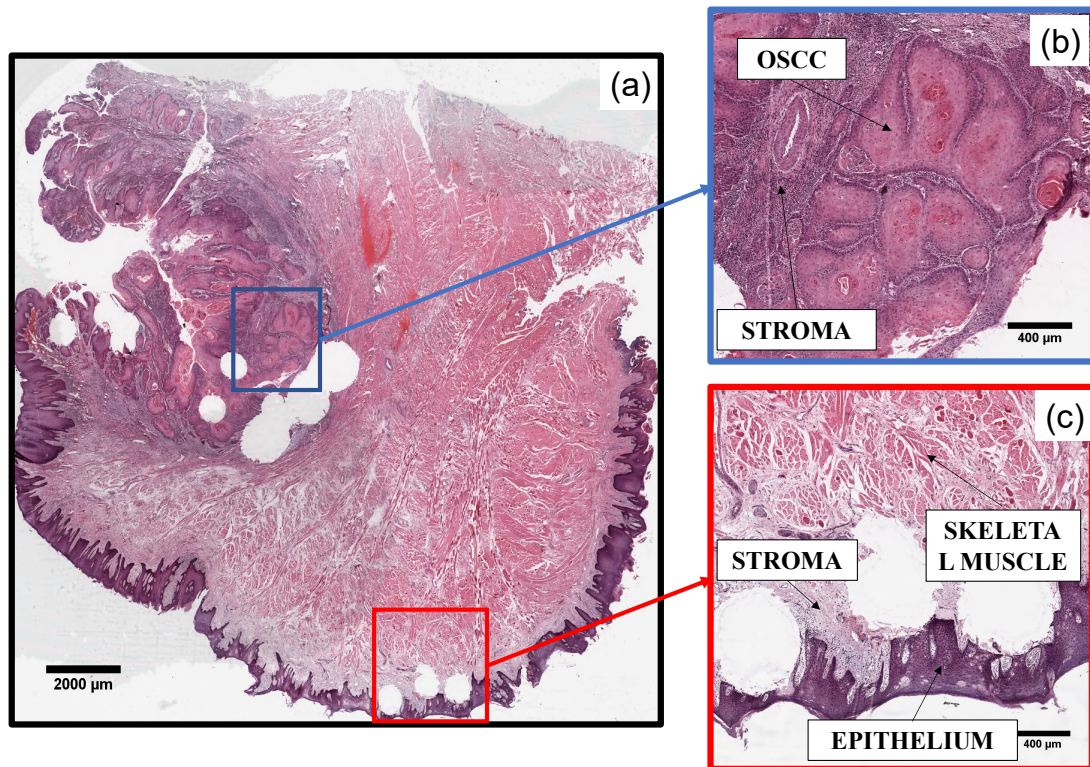 (a)
2000 µm
(b)
OSCC
STROMA
400 µm
(c)
SKELETA
L MUSCLE
STROMA
EPITHELIUM
400 µm